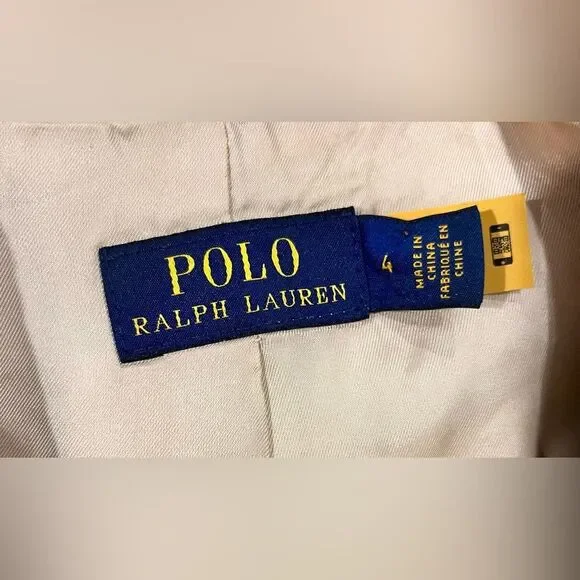 POLO
RALPH LAUREN
4
MADE IN
CHINA
FABRIQUÉ EN
CHINE